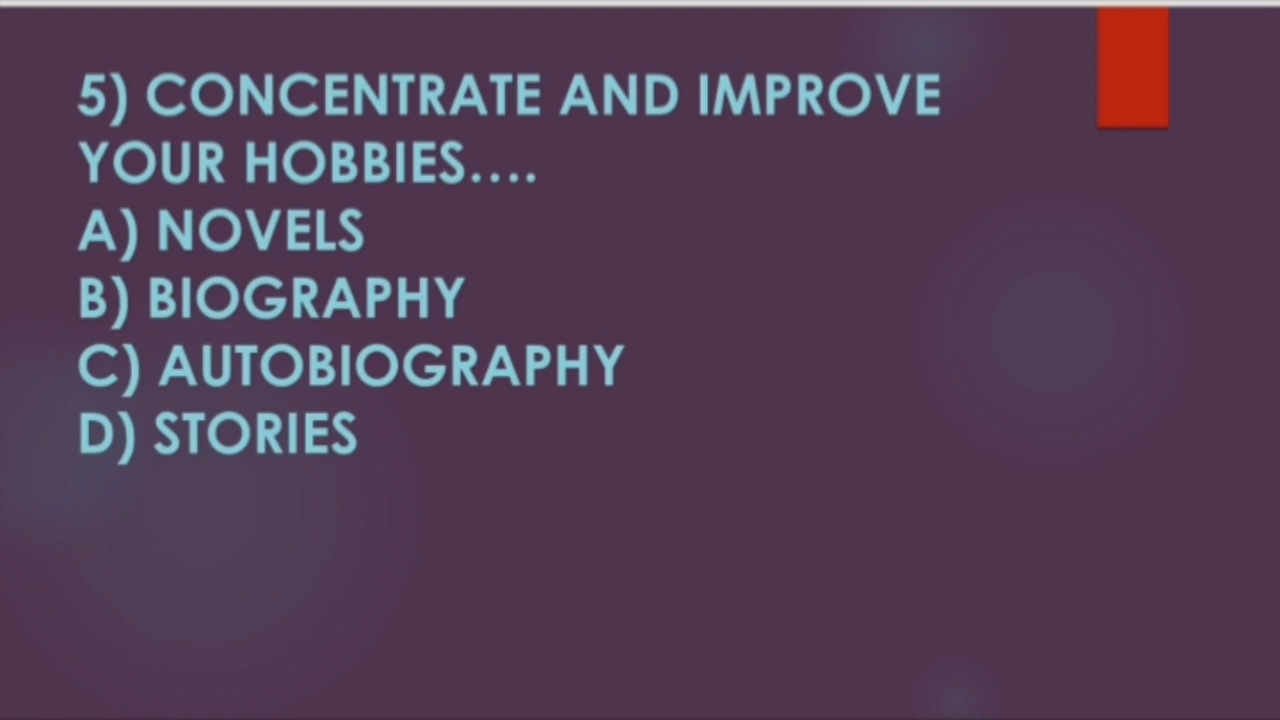 5) CONCENTRATE AND IMPROVE
YOUR HOBBIES....
A) NOVELS
B) BIOGRAPHY
C) AUTOBIOGRAPHY
D) STORIES